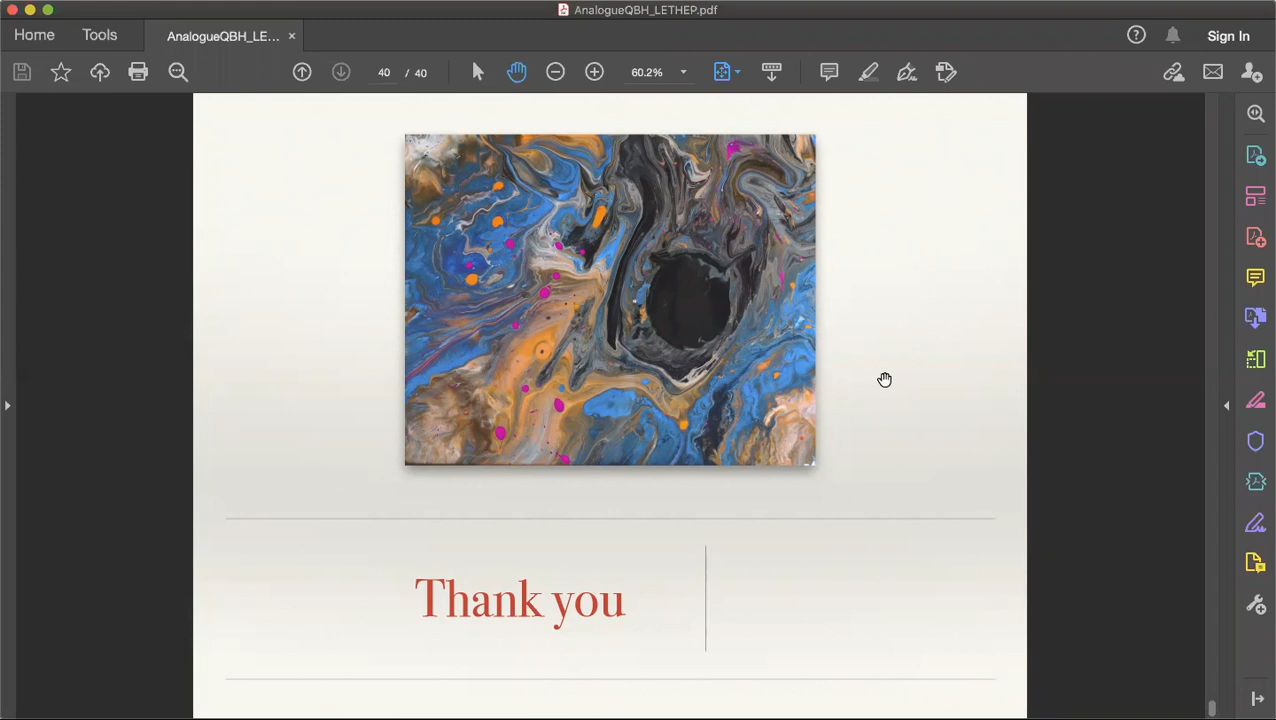 AnalogueQBH_LETHEP.pdf
Home
Tools
AnalogueQBH_LE...
Sign In
40 / 40
60.2%
Thank you